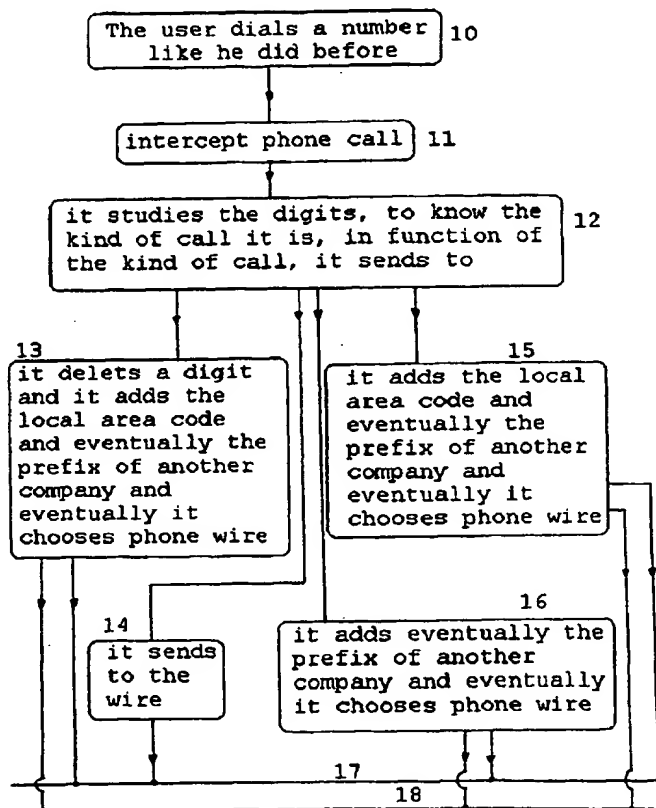 The user dials a number
like he did before
10
intercept phone call
11
it studies the digits, to know the
kind of call it is, in function of
the kind of call, it sends to
12
13
it delets a digit
and it adds the
local area code
and eventually the
prefix of another
company and
eventually it
chooses phone wire
15
it adds the local
area code and
eventually the
prefix of another
company and
eventually it
chooses phone wire
14
it sends
to the
wire
16
it adds eventually the
prefix of another
company and eventually
it chooses phone wire
17
18